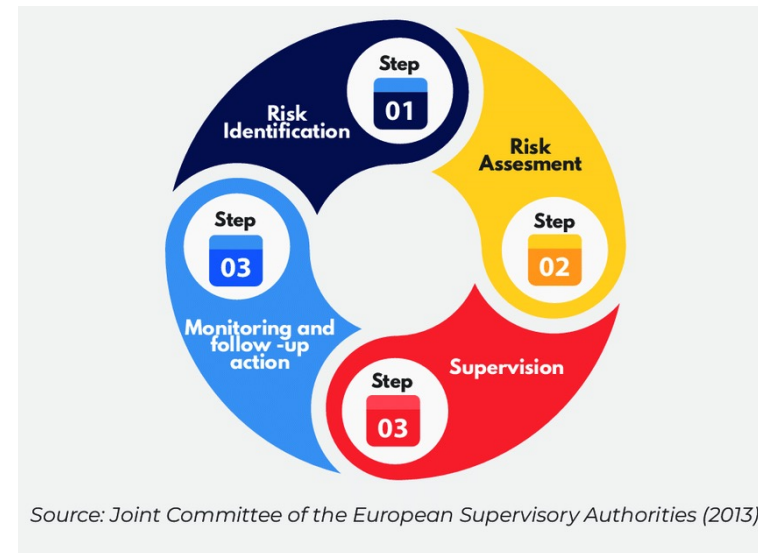 Step
01
Risk
Identification
Risk
Assesment
Step
02
Supervision
Step
03
Step
03
Monitoring and
follow -up
action
Source: Joint Committee of the European Supervisory Authorities (2013)